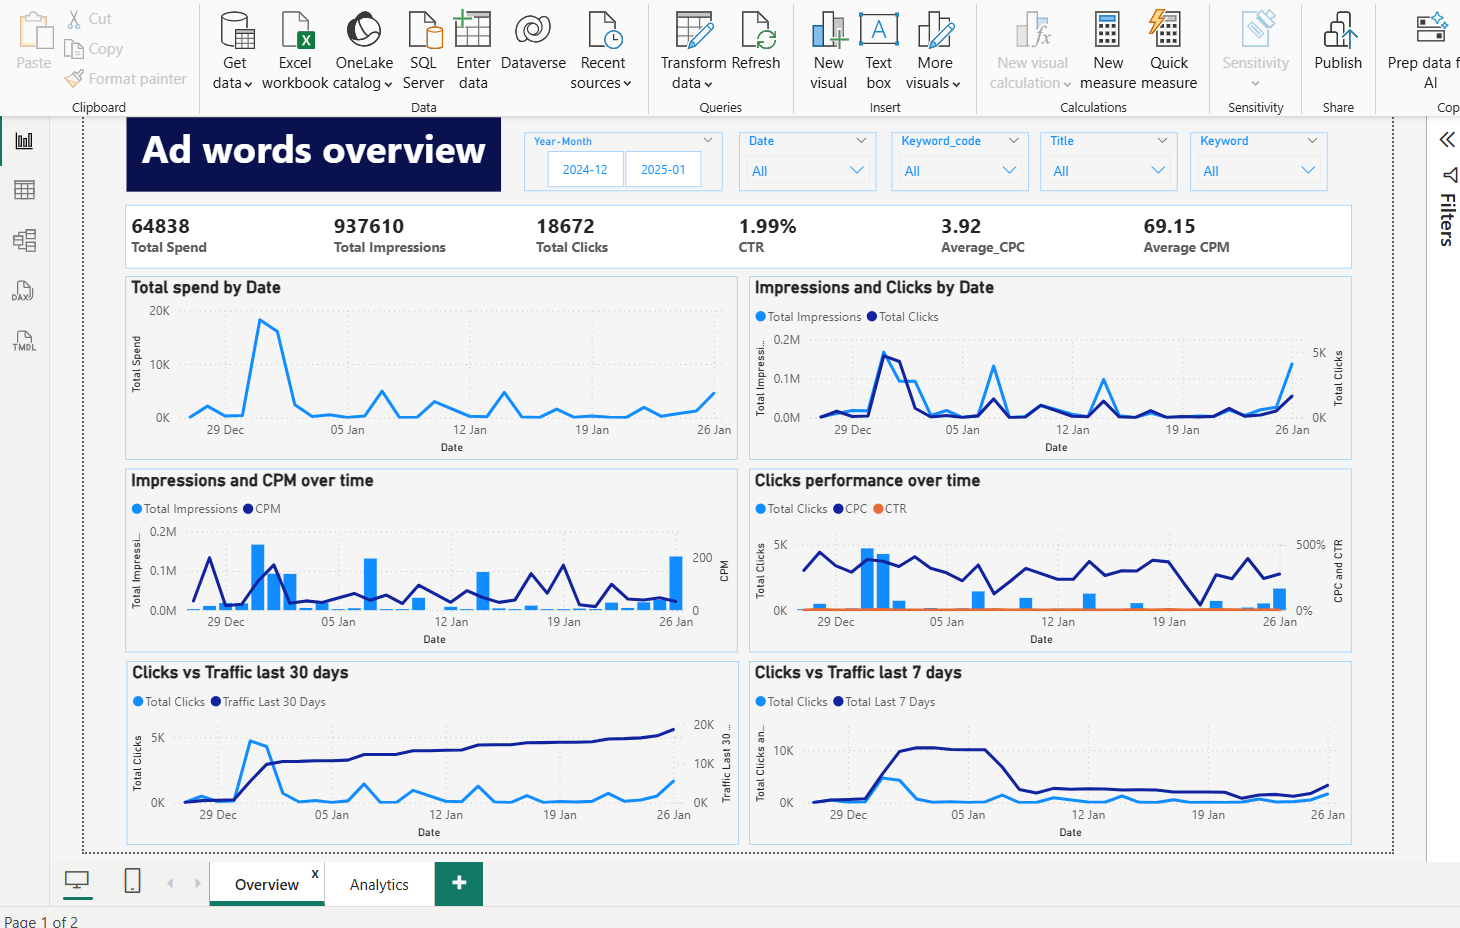 Paste
Cut
Copy
Format painter
Clipboard
Get data
Excel workbook
OneLake catalog
SQL Server
Enter data
Dataverse
Recent sources
Data
Transform data
Refresh
Queries
New visual
Text box
More visuals
Insert
New visual calculation
New measure
Quick measure
Calculations
Sensitivity
Sensitivity
Publish
Share
Prep data f
AI
Cop
DAX
TMDL
Ad words overview
Year-Month
2024-12
2025-01
Date
All
Keyword_code
All
Title
All
Keyword
All
Filters
64838
Total Spend
937610
Total Impressions
18672
Total Clicks
1.99%
CTR
3.92
Average_CPC
69.15
Average CPM
Total spend by Date
Total Spend
20K
10K
0K
29 Dec 05 Jan 12 Jan 19 Jan 26 Jan
Date
Impressions and Clicks by Date
Total Impressions Total Clicks
Total Impressi...
0.2M
0.1M
0.0M
5K
0K
Total Clicks
29 Dec 05 Jan 12 Jan 19 Jan 26 Jan
Date
Impressions and CPM over time
Total Impressions CPM
Total Impressi...
0.2M
0.1M
0.0M
200
0
CPM
29 Dec 05 Jan 12 Jan 19 Jan 26 Jan
Date
Clicks performance over time
Total Clicks CPC CTR
Total Clicks
5K
0K
500%
0%
CPC and CTR
29 Dec 05 Jan 12 Jan 19 Jan 26 Jan
Date
Clicks vs Traffic last 30 days
Total Clicks Traffic Last 30 Days
Total Clicks
5K
0K
20K
10K
0K
Traffic Last 30 ...
29 Dec 05 Jan 12 Jan 19 Jan 26 Jan
Date
Clicks vs Traffic last 7 days
Total Clicks Total Last 7 Days
Total Clicks an...
10K
0K
29 Dec 05 Jan 12 Jan 19 Jan 26 Jan
Date
Overview x
Analytics
+
Page 1 of 2